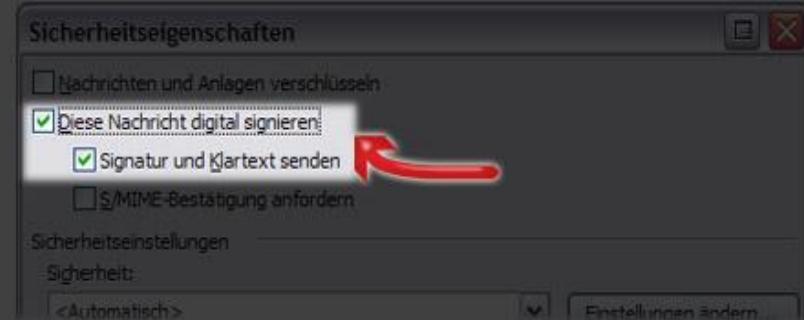 Sicherheitseigenschaften
Nachrichten und Anlagen verschlüsseln
Diese Nachricht digital signieren
Signatur und Klartext senden
S/MIME-Bestätigung anfordern
Sicherheitseinstellungen
Sicherheit:
<Automatisch> Einstellungen ändern...